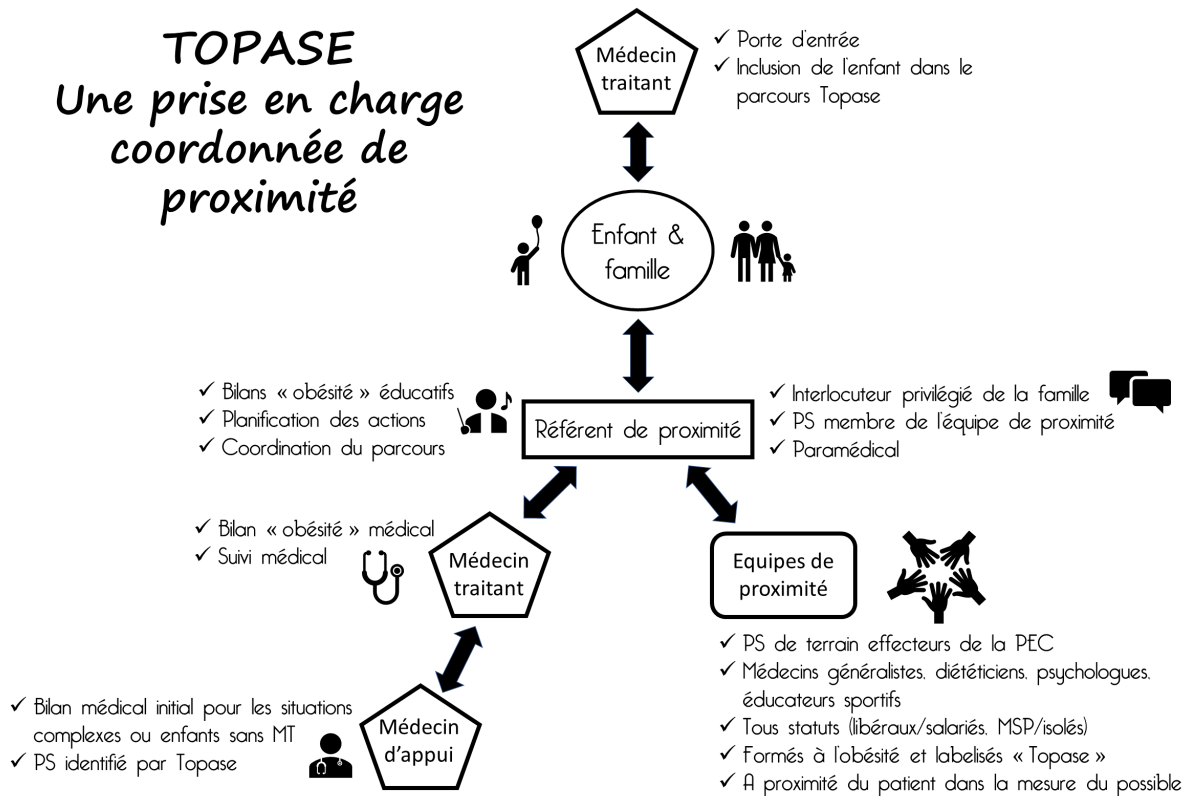 TOPASE
Une prise en charge
coordonnée de
proximité
Médecin
traitant
✓ Porte d'entrée
✓ Inclusion de l'enfant dans le
parcours Topase
Enfant &
famille
✓ Bilans « obésité » éducatifs
✓ Planification des actions
✓ Coordination du parcours
Référent de proximité
✓ Interlocuteur privilégié de la famille
✓ PS membre de l'équipe de proximité
✓ Paramédical
✓ Bilan « obésité » médical
✓ Suivi médical
Médecin
traitant
Equipes de
proximité
✓ PS de terrain effecteurs de la PEC
✓ Médecins généralistes, diététiciens, psychologues,
éducateurs sportifs
✓ Tous statuts (libéraux/salariés, MSP/isolés)
✓ Formés à l'obésité et labelisés « Topase »
✓ A proximité du patient dans la mesure du possible
✓ Bilan médical initial pour les situations
complexes ou enfants sans MT
✓ PS identifié par Topase
Médecin
d'appui